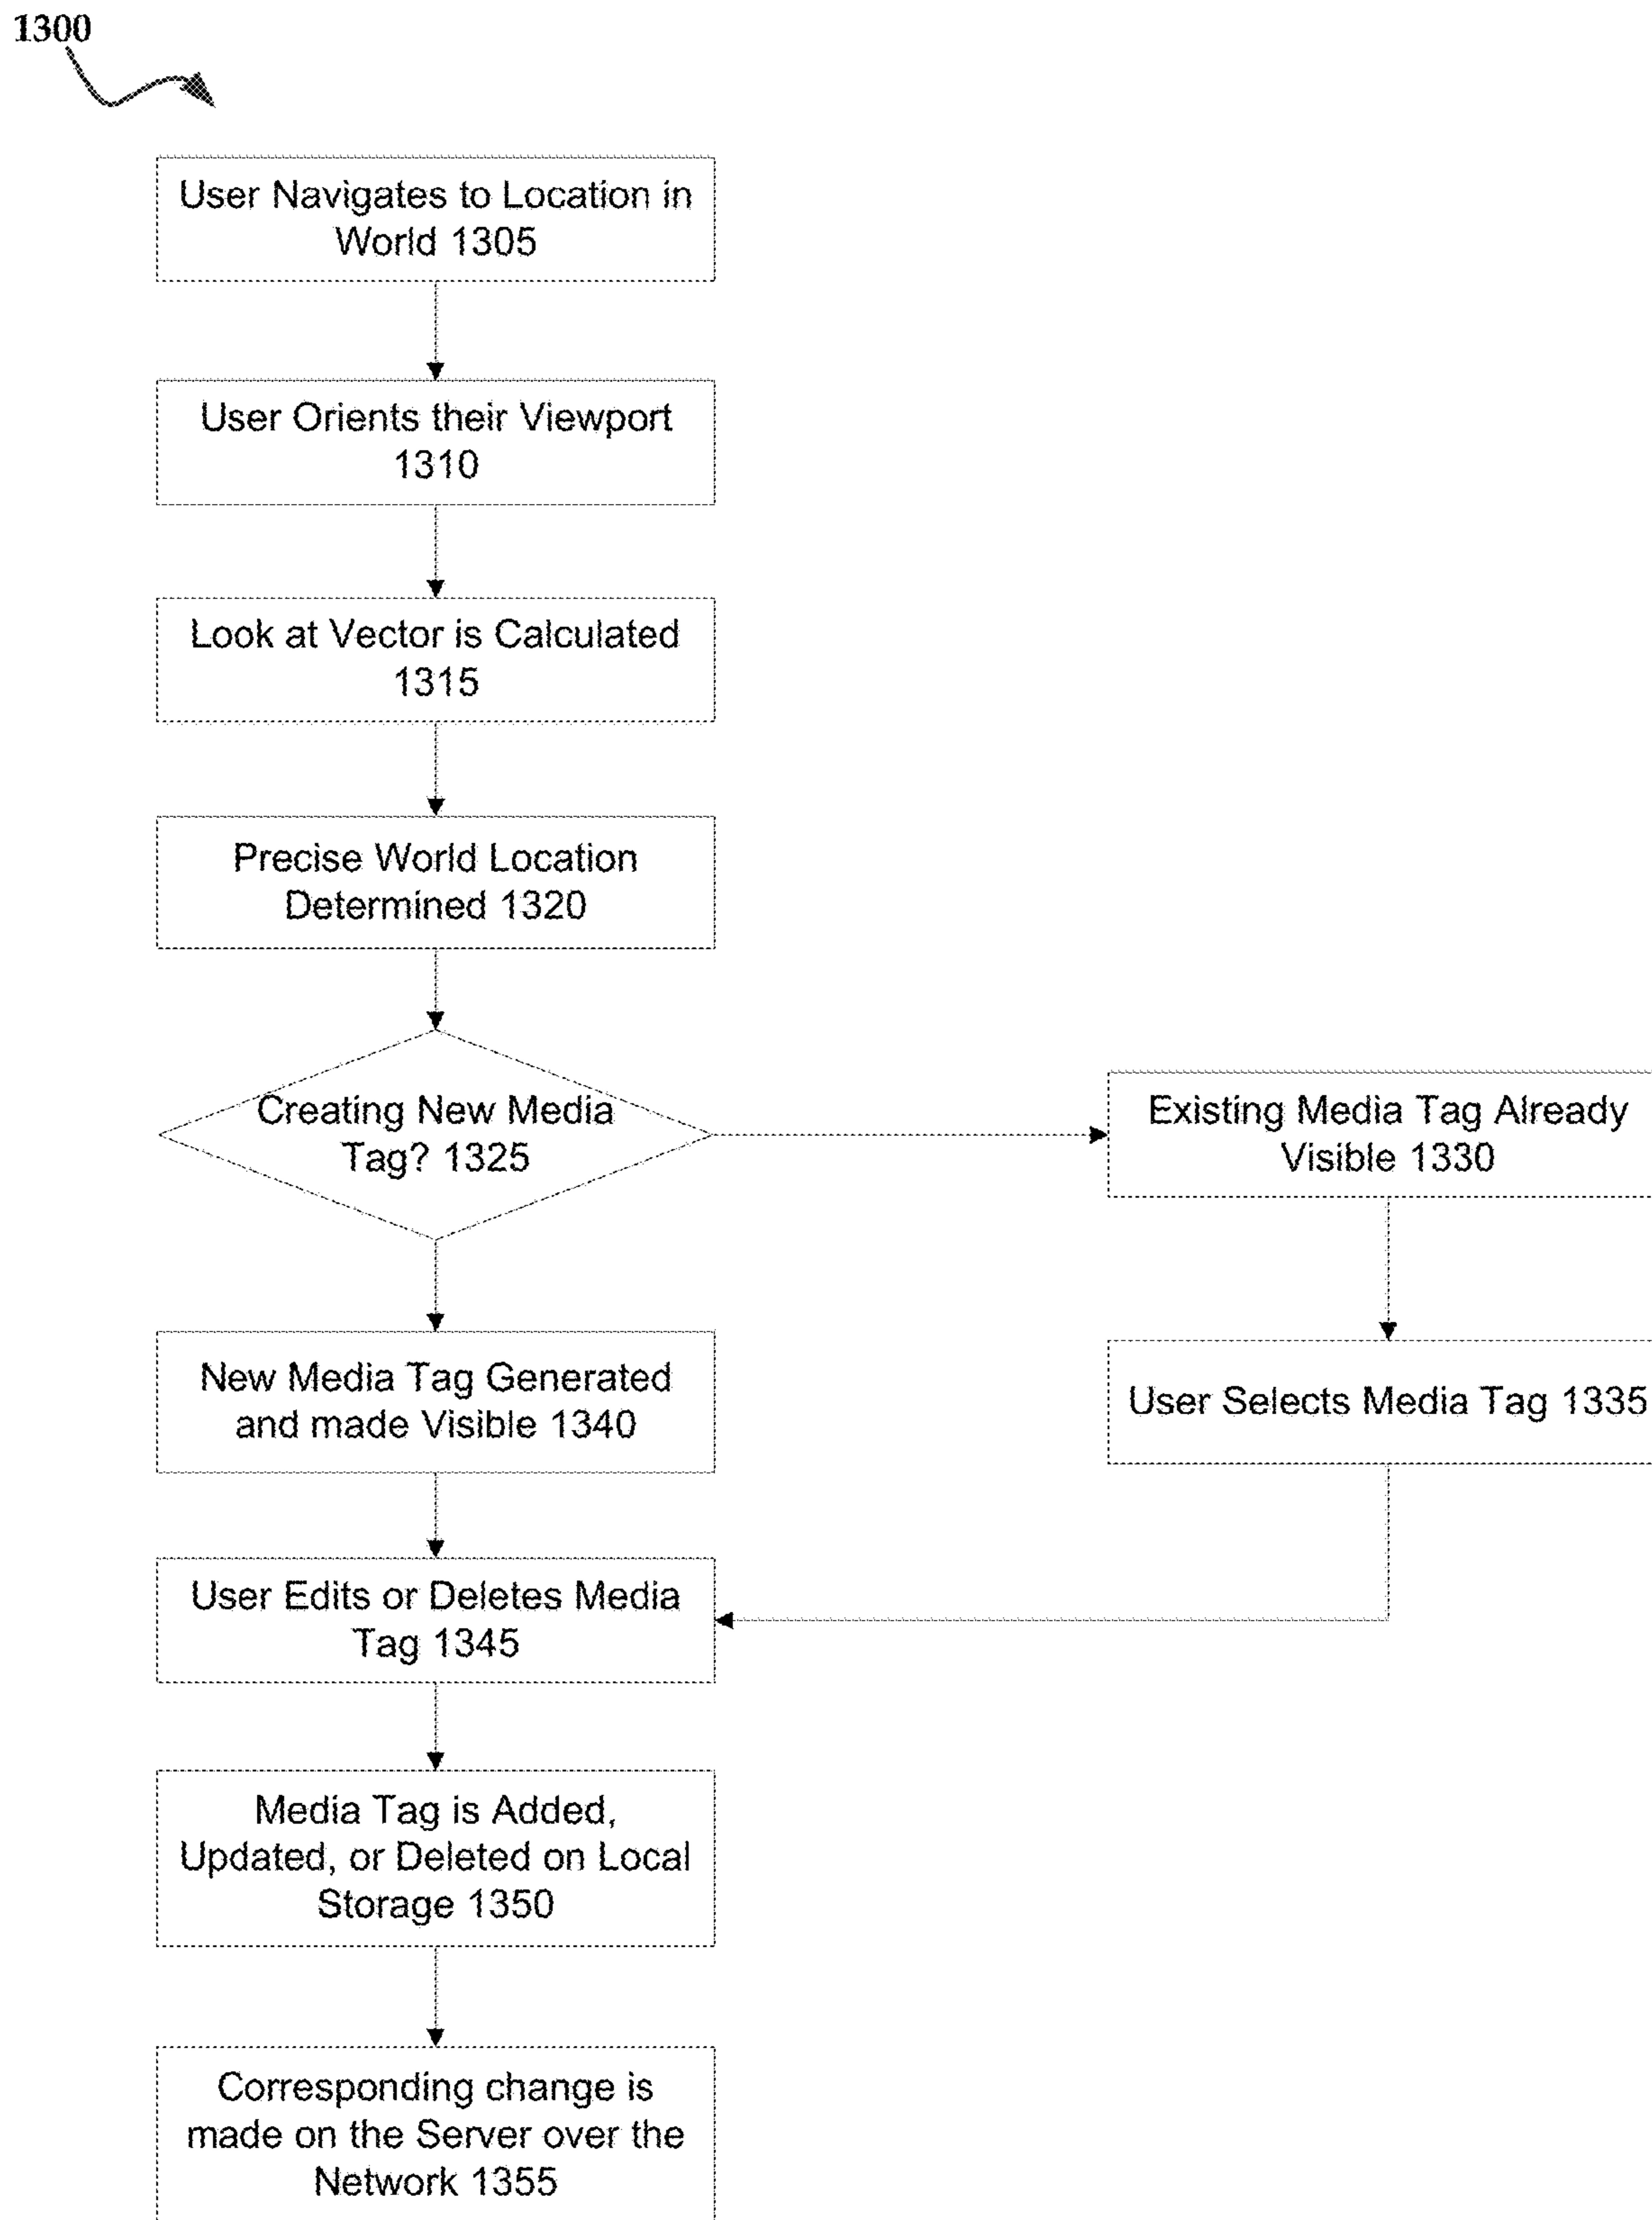 1300
User Navigates to Location in
World 1305
User Orients their Viewport
1310
Look at Vector is Calculated
1315
Precise World Location
Determined 1320
Creating New Media
Tag? 1325
Existing Media Tag Already
Visible 1330
User Selects Media Tag 1335
New Media Tag Generated
and made Visible 1340
User Edits or Deletes Media
Tag 1345
Media Tag is Added,
Updated, or Deleted on Local
Storage 1350
Corresponding change is
made on the Server over the
Network 1355